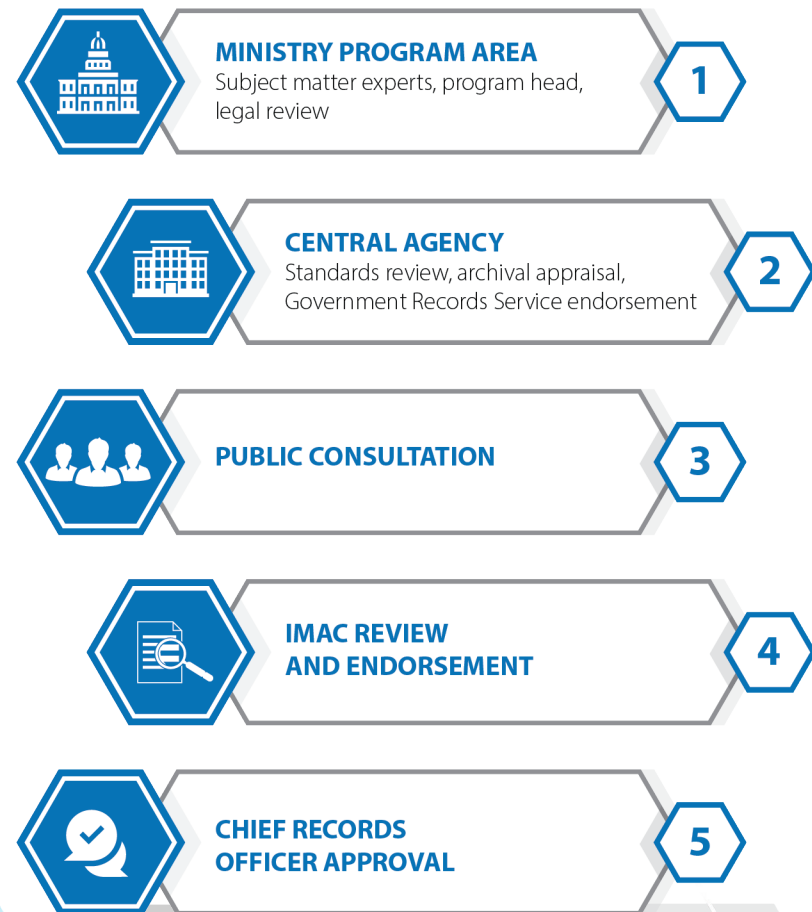 MINISTRY PROGRAM AREA
Subject matter experts, program head,
legal review
1
CENTRAL AGENCY
Standards review, archival appraisal,
Government Records Service endorsement
2
PUBLIC CONSULTATION
3
IMAC REVIEW
AND ENDORSEMENT
4
CHIEF RECORDS
OFFICER APPROVAL
5